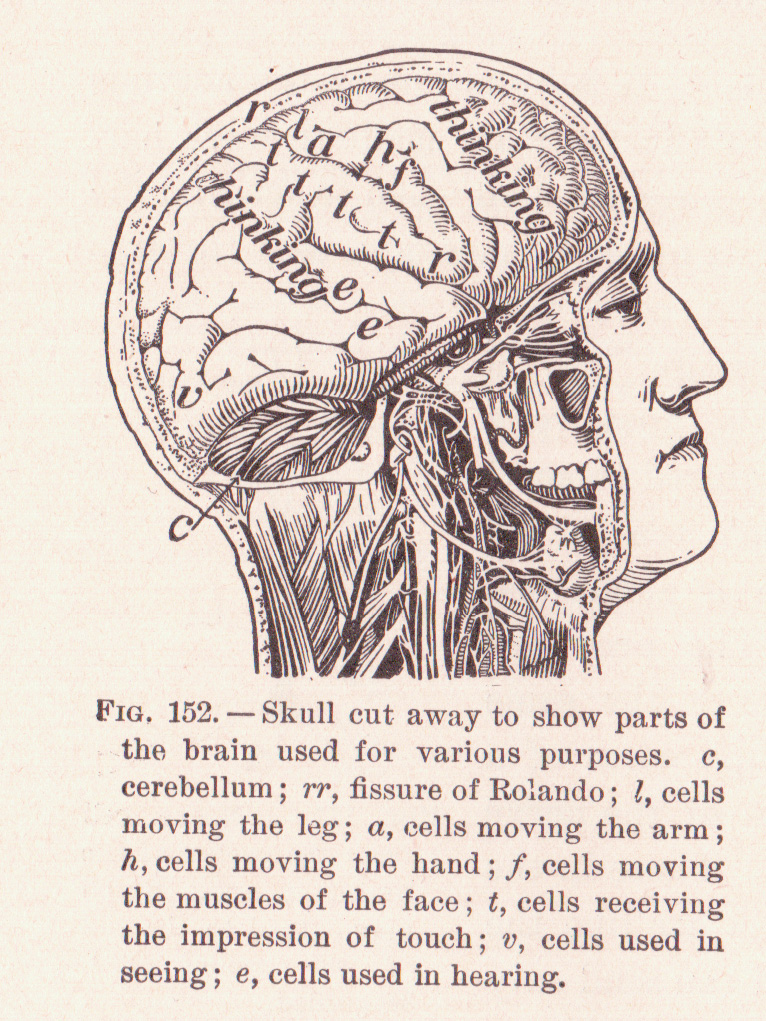 r
l
a
h
f
thinking
t
t
t
t
r
thinking
e
e
v
c
FIG. 152. — Skull cut away to show parts of
the brain used for various purposes. c,
cerebellum; rr, fissure of Rolando; l, cells
moving the leg; a, cells moving the arm;
h, cells moving the hand; f, cells moving
the muscles of the face; t, cells receiving
the impression of touch; v, cells used in
seeing; e, cells used in hearing.